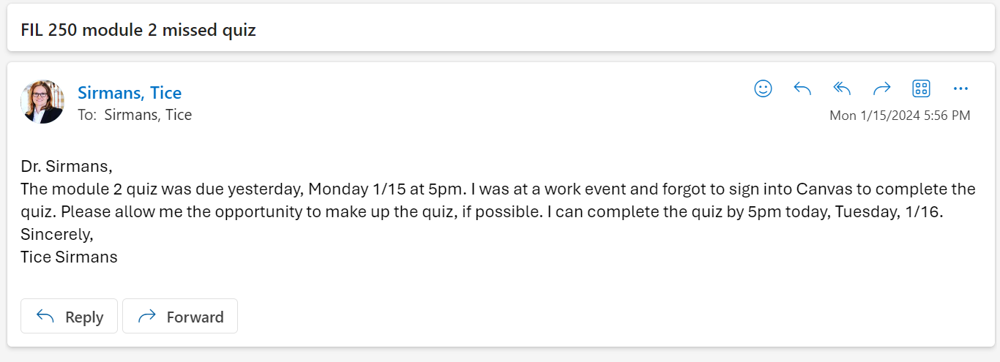 FIL 250 module 2 missed quiz
Sirmans, Tice
To: Sirmans, Tice
Mon 1/15/2024 5:56 PM
Dr. Sirmans,
The module 2 quiz was due yesterday, Monday 1/15 at 5pm. I was at a work event and forgot to sign into Canvas to complete the
quiz. Please allow me the opportunity to make up the quiz, if possible. I can complete the quiz by 5pm today, Tuesday, 1/16.
Sincerely,
Tice Sirmans
Reply
Forward